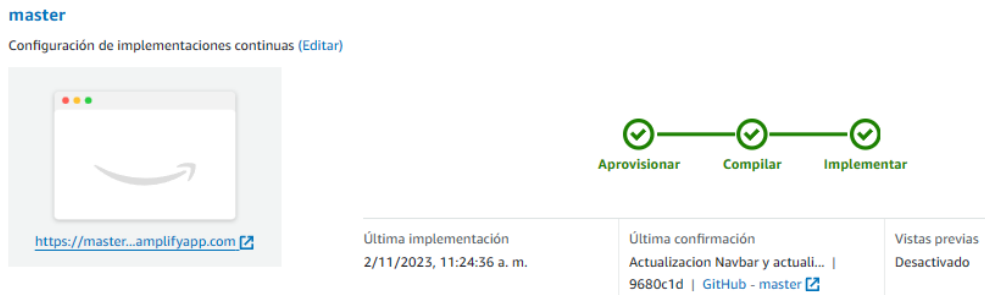 master
Configuración de implementaciones continuas (Editar)
https://master...amplifyapp.com
Aprovisionar
Compilar
Implementar
Última implementación
2/11/2023, 11:24:36 a. m.
Última confirmación
Actualizacion Navbar y actuali... |
9680c1d | GitHub - master
Vistas previas
Desactivado